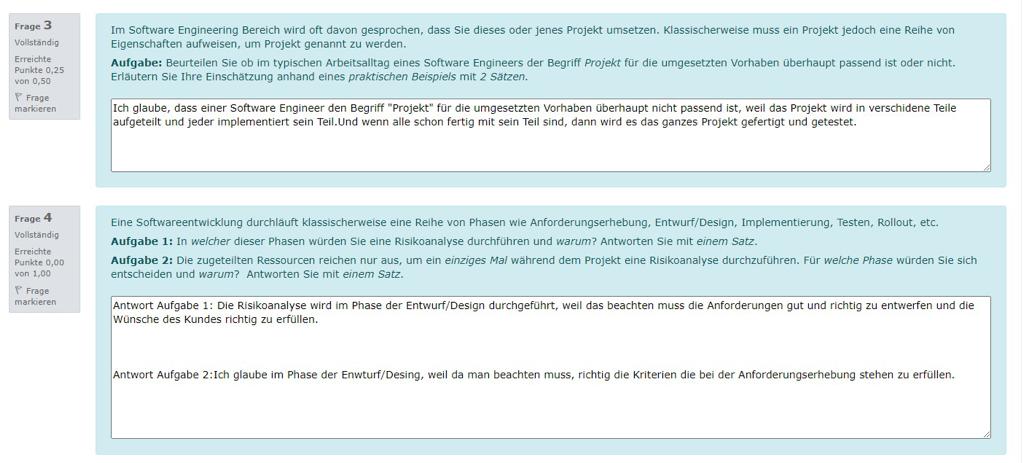 Frage 3
Vollständig
Erreichte
Punkte 0,25
von 0,50
Frage
markieren
Im Software Engineering Bereich wird oft davon gesprochen, dass Sie dieses oder jenes Projekt umsetzen. Klassischerweise muss ein Projekt jedoch eine Reihe von
Eigenschaften aufweisen, um Projekt genannt zu werden.
Aufgabe: Beurteilen Sie ob im typischen Arbeitsalltag eines Software Engineers der Begriff Projekt für die umgesetzten Vorhaben überhaupt passend ist oder nicht.
Erläutern Sie Ihre Einschätzung anhand eines praktischen Beispiels mit 2 Sätzen.
Ich glaube, dass einer Software Engineer den Begriff "Projekt" für die umgesetzten Vorhaben überhaupt nicht passend ist, weil das Projekt wird in verschidene Teile
aufgeteilt und jeder implementiert sein Teil.Und wenn alle schon fertig mit sein Teil sind, dann wird es das ganzes Projekt gefertigt und getestet.
Frage 4
Vollständig
Erreichte
Punkte 0,00
von 1,00
Frage
markieren
Eine Softwareentwicklung durchläuft klassischerweise eine Reihe von Phasen wie Anforderungserhebung, Entwurf/Design, Implementierung, Testen, Rollout, etc.
Aufgabe 1: In welcher dieser Phasen würden Sie eine Risikoanalyse durchführen und warum? Antworten Sie mit einem Satz.
Aufgabe 2: Die zugeteilten Ressourcen reichen nur aus, um ein einziges Mal während dem Projekt eine Risikoanalyse durchzuführen. Für welche Phase würden Sie sich
entscheiden und warum? Antworten Sie mit einem Satz.
Antwort Aufgabe 1: Die Risikoanalyse wird im Phase der Entwurf/Design durchgeführt, weil das beachten muss die Anforderungen gut und richtig zu entwerfen und die
Wünsche des Kundes richtig zu erfüllen.
Antwort Aufgabe 2:Ich glaube im Phase der Enwturf/Desing, weil da man beachten muss, richtig die Kriterien die bei der Anforderungserhebung stehen zu erfüllen.